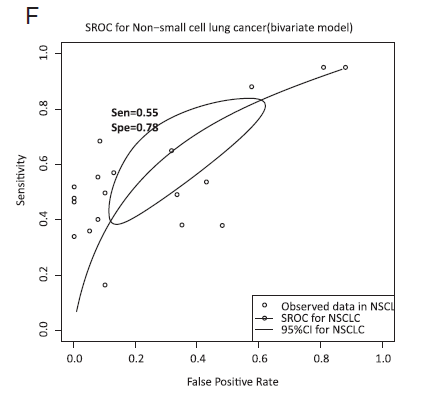 F
SROC for Non-small cell lung cancer(bivariate model)
Sen=0.55
Spe=0.78
Sensitivity
1.0
0.8
0.6
0.4
0.2
0.0
Observed data in NSCL
SROC for NSCLC
95%CI for NSCLC
0.0 0.2 0.4 0.6 0.8 1.0
False Positive Rate